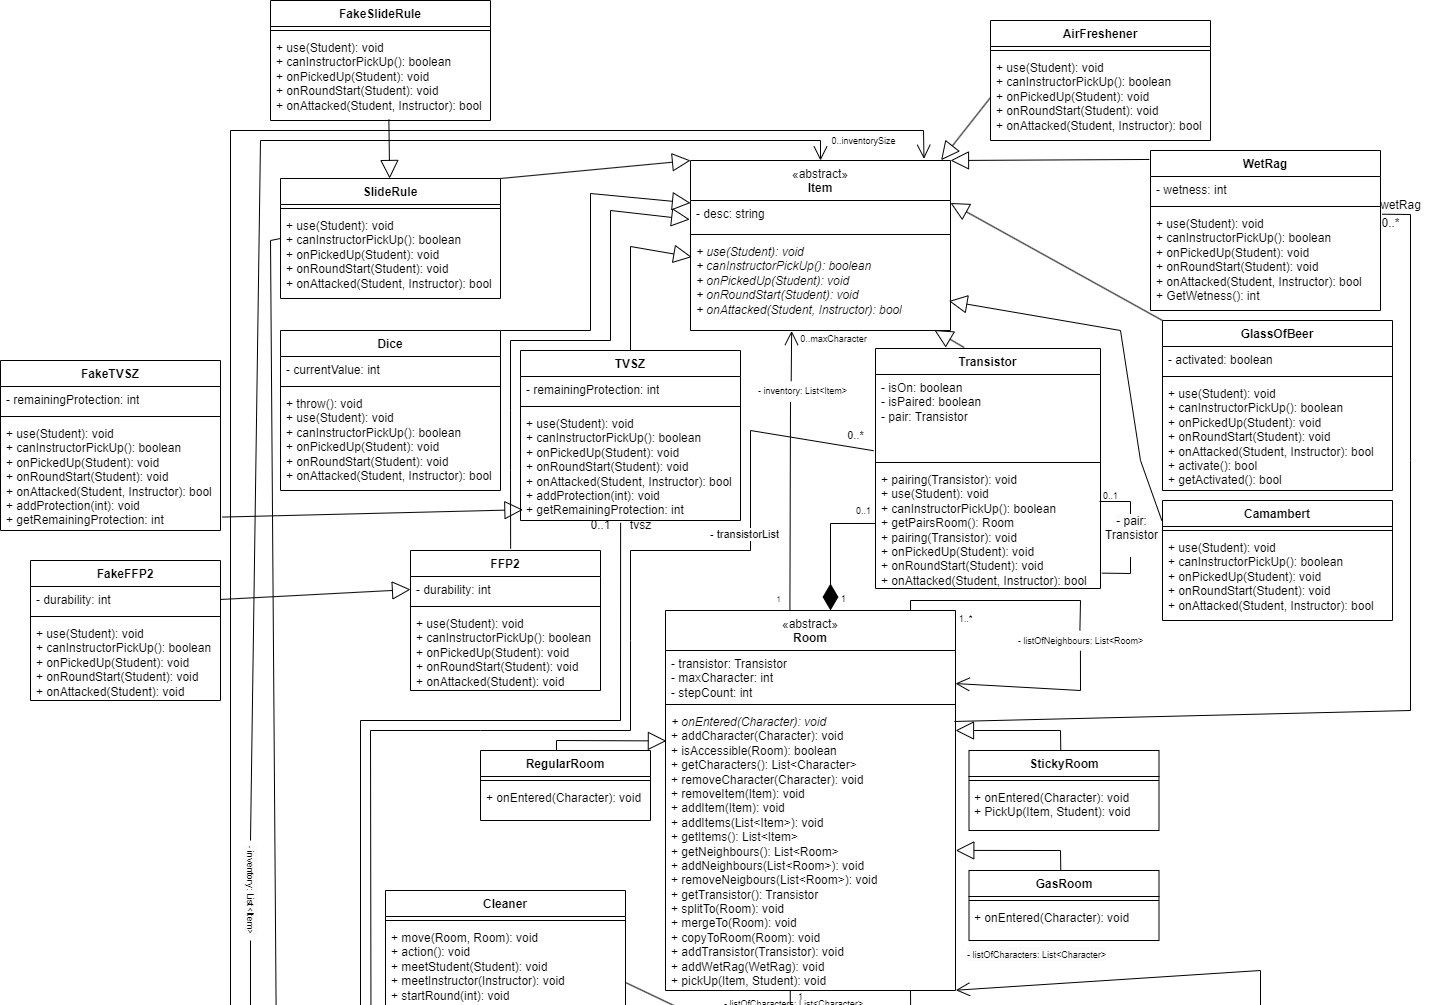 FakeSlideRule
+ use(Student): void
+ canInstructorPickUp(): boolean
+ onPickedUp(Student): void
+ onRoundStart(Student): void
+ onAttacked(Student, Instructor): bool
AirFreshener
+ use(Student): void
+ canInstructorPickUp(): boolean
+ onPickedUp(Student): void
+ onRoundStart(Student): void
+ onAttacked(Student, Instructor): bool
0..inventorySize
SlideRule
+ use(Student): void
+ canInstructorPickUp(): boolean
+ onPickedUp(Student): void
+ onRoundStart(Student): void
+ onAttacked(Student, Instructor): bool
«abstract»
Item
- desc: string
+ use(Student): void
+ canInstructorPickUp(): boolean
+ onPickedUp(Student): void
+ onRoundStart(Student): void
+ onAttacked(Student, Instructor): bool
WetRag
- wetness: int
+ use(Student): void
+ canInstructorPickUp(): boolean
+ onPickedUp(Student): void
+ onRoundStart(Student): void
+ onAttacked(Student, Instructor): bool
+ GetWetness(): int
wetRag
0..*
Dice
- currentValue: int
+ throw(): void
+ use(Student): void
+ canInstructorPickUp(): boolean
+ onPickedUp(Student): void
+ onRoundStart(Student): void
+ onAttacked(Student, Instructor): bool
FakeTVSZ
- remainingProtection: int
+ use(Student): void
+ canInstructorPickUp(): boolean
+ onPickedUp(Student): void
+ onRoundStart(Student): void
+ onAttacked(Student, Instructor): bool
+ addProtection(int): void
+ getRemainingProtection: int
TVSZ
- remainingProtection: int
+ use(Student): void
+ canInstructorPickUp(): boolean
+ onPickedUp(Student): void
+ onRoundStart(Student): void
+ onAttacked(Student, Instructor): bool
+ addProtection(int): void
+ getRemainingProtection: int
0..1
tvsz
0..maxCharacter
- inventory: List<Item>
Transistor
- isOn: boolean
- isPaired: boolean
- pair: Transistor
+ pairing(Transistor): void
+ use(Student): void
+ canInstructorPickUp(): boolean
+ getPairsRoom(): Room
+ pairing(Transistor): void
+ onPickedUp(Student): void
+ onRoundStart(Student): void
+ onAttacked(Student, Instructor): bool
0..*
0..1
0..1
- pair:
Transistor
- transistorList
GlassOfBeer
- activated: boolean
+ use(Student): void
+ canInstructorPickUp(): boolean
+ onPickedUp(Student): void
+ onRoundStart(Student): void
+ onAttacked(Student, Instructor): bool
+ activate(): bool
+ getActivated(): bool
Camambert
+ use(Student): void
+ canInstructorPickUp(): boolean
+ onPickedUp(Student): void
+ onRoundStart(Student): void
+ onAttacked(Student, Instructor): bool
FakeFFP2
- durability: int
+ use(Student): void
+ canInstructorPickUp(): boolean
+ onPickedUp(Student): void
+ onRoundStart(Student): void
+ onAttacked(Student): void
FFP2
- durability: int
+ use(Student): void
+ canInstructorPickUp(): boolean
+ onPickedUp(Student): void
+ onRoundStart(Student): void
+ onAttacked(Student): void
1
1
«abstract»
Room
- transistor: Transistor
- maxCharacter: int
- stepCount: int
+ onEntered(Character): void
+ addCharacter(Character): void
+ isAccessible(Room): boolean
+ getCharacters(): List<Character>
+ removeCharacter(Character): void
+ removeItem(Item): void
+ addItem(Item): void
+ addItems(List<Item>): void
+ getItems(): List<Item>
+ getNeighbours(): List<Room>
+ addNeighbours(List<Room>): void
+ removeNeigbours(List<Room>): void
+ getTransistor(): Transistor
+ splitTo(Room): void
+ mergeTo(Room): void
+ copyToRoom(Room): void
+ addTransistor(Transistor): void
+ addWetRag(WetRag): void
+ pickUp(Item, Student): void
1..*
- listOfNeighbours: List<Room>
RegularRoom
+ onEntered(Character): void
StickyRoom
+ onEntered(Character): void
+ PickUp(Item, Student): void
GasRoom
+ onEntered(Character): void
- listOfCharacters: List<Character>
- inventory: List<Item>
Cleaner
+ move(Room, Room): void
+ action(): void
+ meetStudent(Student): void
+ meetInstructor(Instructor): void
+ startRound(int): void
1
- listOfCharacters: List<Character>